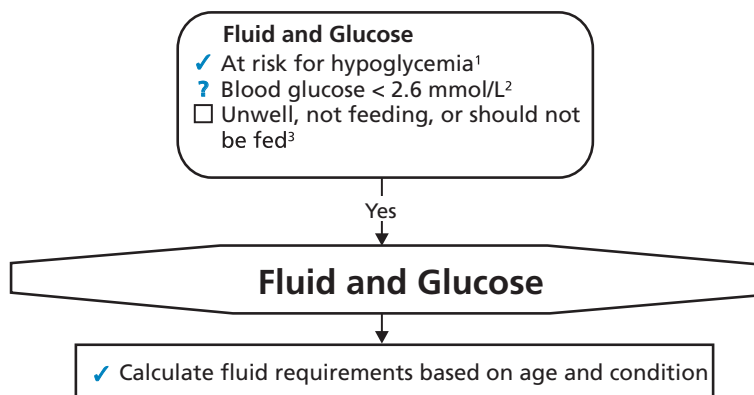 Fluid and Glucose
✓ At risk for hypoglycemia¹
? Blood glucose < 2.6 mmol/L²
☐ Unwell, not feeding, or should not
be fed³
Yes
Fluid and Glucose
✓ Calculate fluid requirements based on age and condition